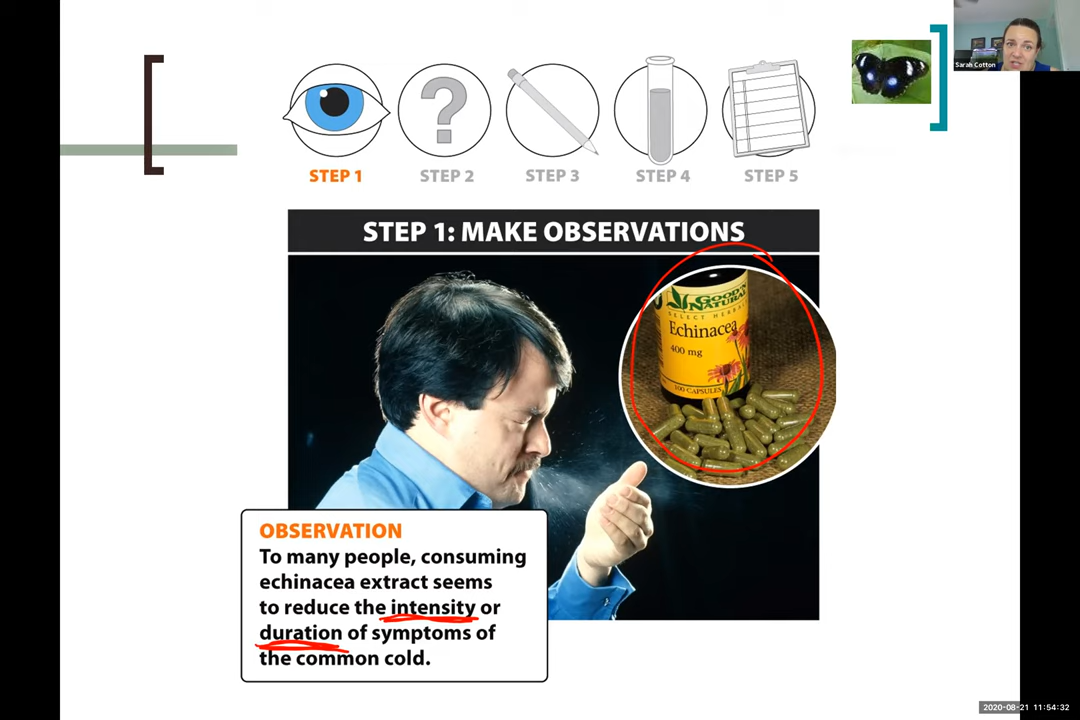 Sarah Cotton
STEP 1
STEP 2
STEP 3
STEP 4
STEP 5
STEP 1: MAKE OBSERVATIONS
GOOD'N
NATURAL
SELECT HERBALS
Echinacea
400 mg
100 CAPSULES
OBSERVATION
To many people, consuming
echinacea extract seems
to reduce the intensity or
duration of symptoms of
the common cold.
2020-08-21 11:54:32